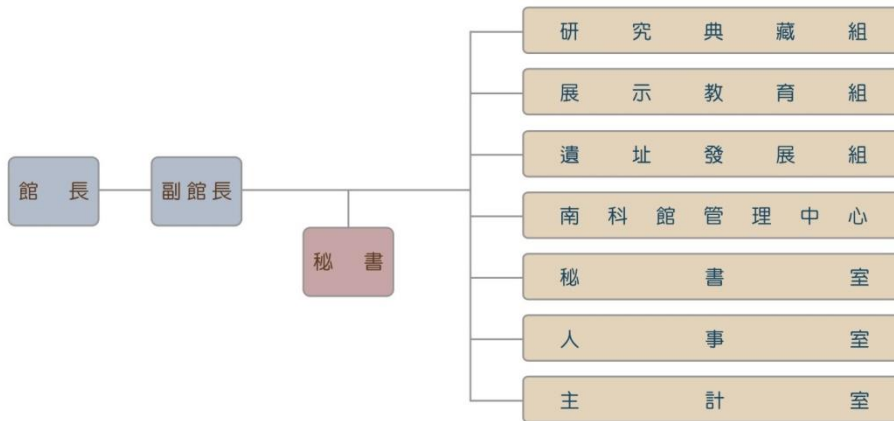 館長
副館長
秘書
研究典藏組
展示教育組
遺址發展組
南科館管理中心
秘書室
人事室
主計室